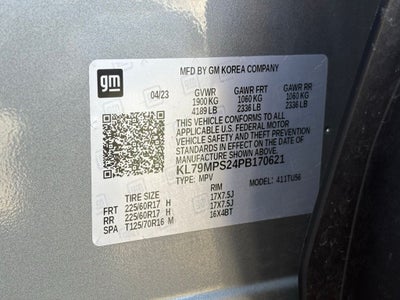 gm
MFD BY GM KOREA COMPANY
04/23 GVWR GAWR FRT GAWR RR
1900 KG 1060 KG 1060 KG
4189 LB 2336 LB 2336 LB
THIS VEHICLE CONFORMS TO ALL
APPLICABLE U.S. FEDERAL MOTOR
VEHICLE SAFETY, BUMPER, AND THEFT PREVENTION
STANDARDS IN EFFECT ON THE DATE OF
MANUFACTURE SHOWN ABOVE.
KL79MPS24PB170621
TYPE: MPV MODEL: 411TU56
TIRE SIZE RIM
FRT 225/60R17 H 17X7.5J
RR 225/60R17 H 17X7.5J
SPA T125/70R16 M 16X4BT